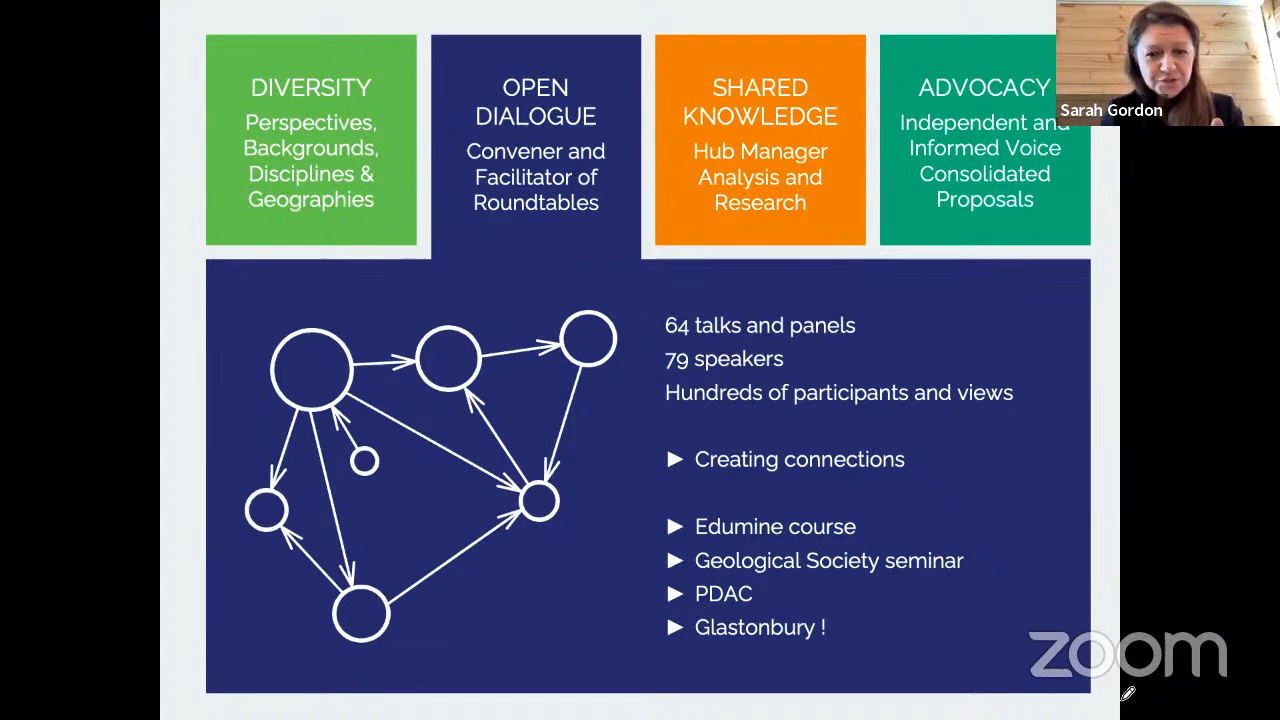 DIVERSITY
Perspectives,
Backgrounds,
Disciplines &
Geographies
OPEN
DIALOGUE
Convener and
Facilitator of
Roundtables
SHARED
KNOWLEDGE
Hub Manager
Analysis and
Research
ADVOCACY
Independent and
Informed Voice
Consolidated
Proposals
Sarah Gordon
64 talks and panels
79 speakers
Hundreds of participants and views
► Creating connections
► Edumine course
► Geological Society seminar
► PDAC
► Glastonbury !
zoom